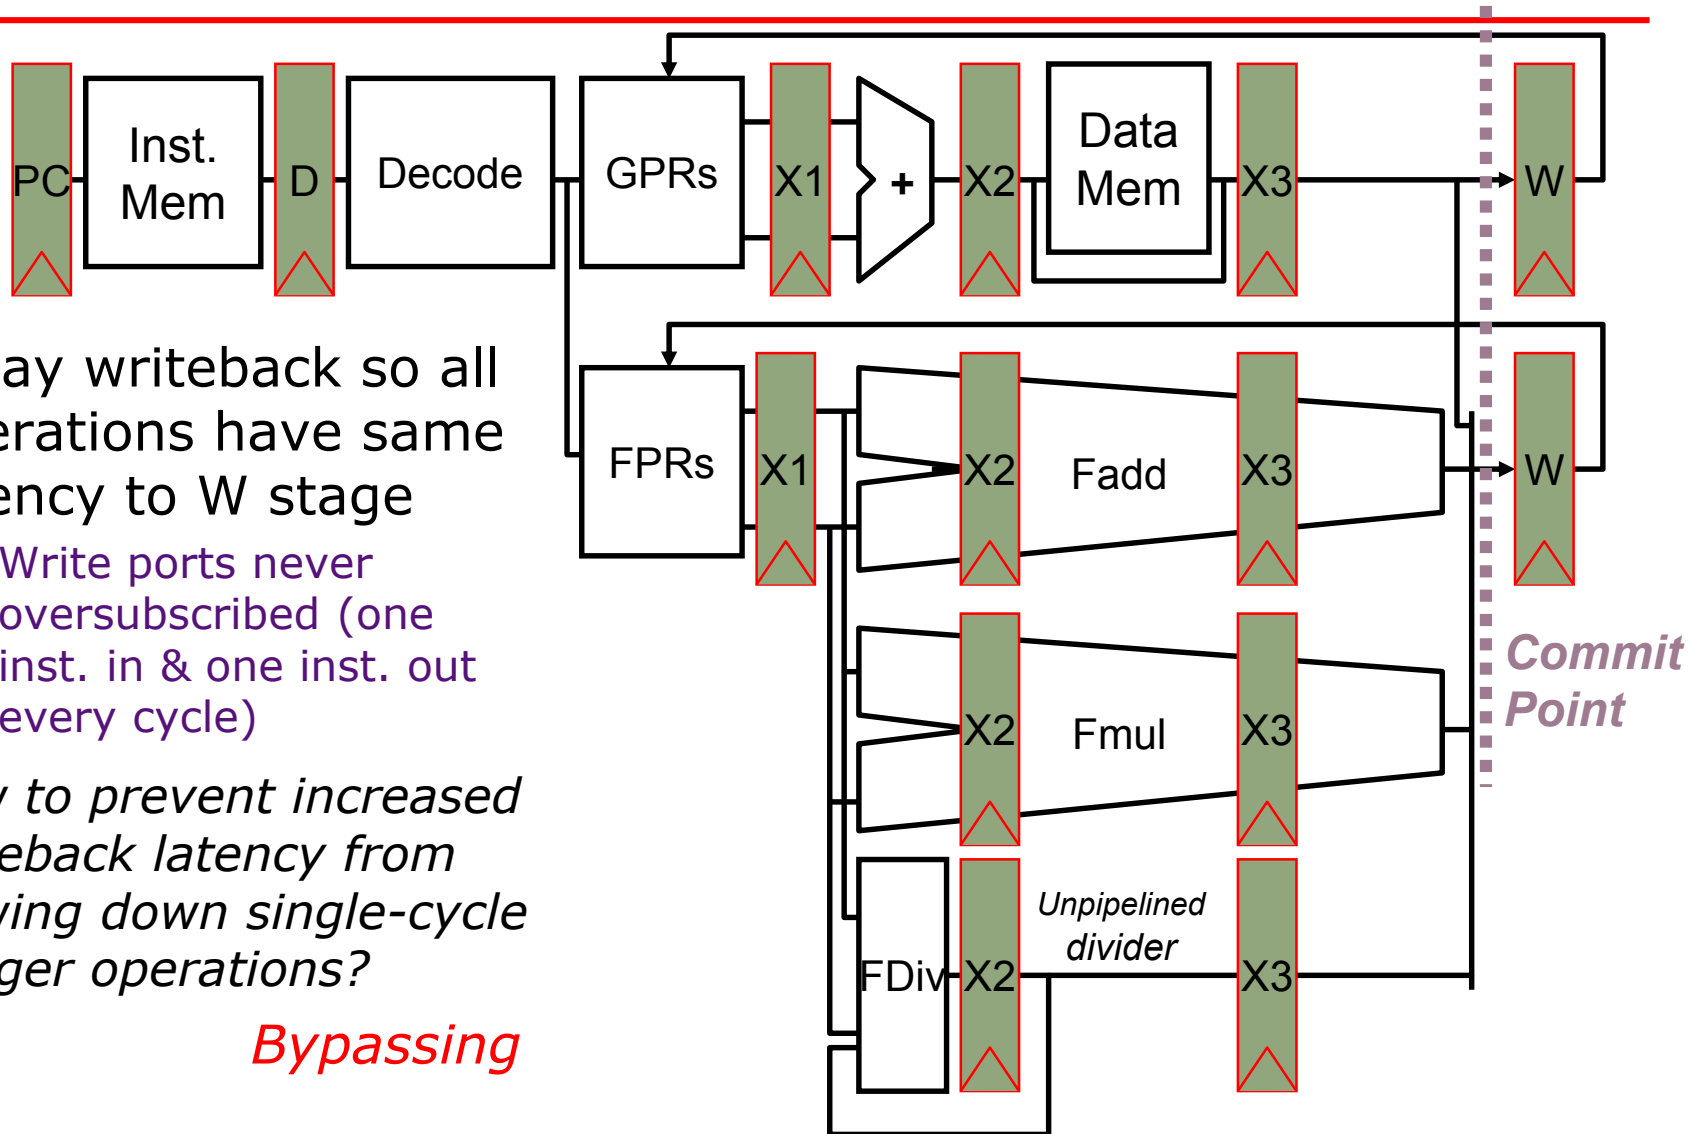 PC
Inst.
Mem
D
Decode
GPRs
X1
+
X2
Data
Mem
X3
W
ay writeback so all
erations have same
ency to W stage
Write ports never
oversubscribed (one
inst. in & one inst. out
every cycle)
to prevent increased
eback latency from
ing down single-cycle
ger operations?
Bypassing
FPRs
X1
X2
Fadd
X3
W
X2
Fmul
X3
Commit
Point
FDiv
X2
Unpipelined
divider
X3